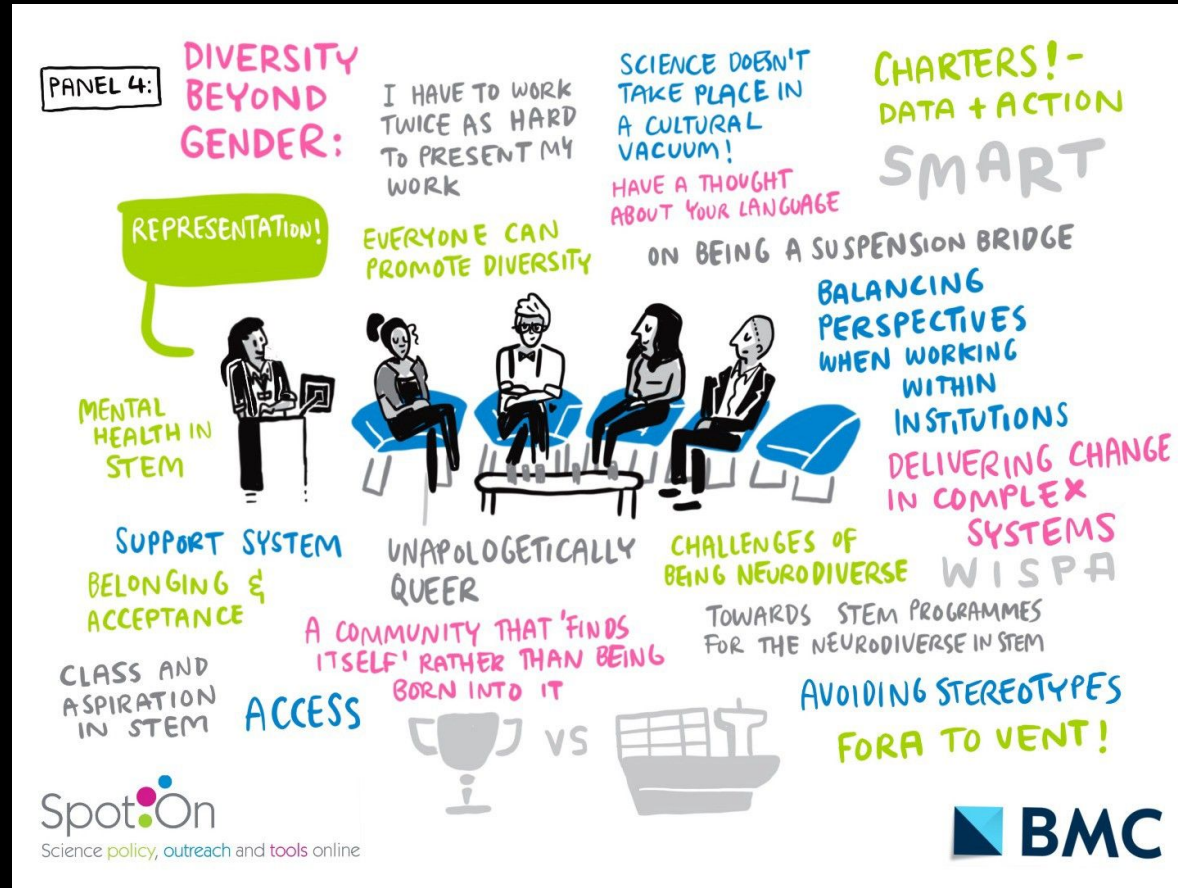 PANEL 4:
DIVERSITY
BEYOND
GENDER:
I HAVE TO WORK
TWICE AS HARD
TO PRESENT MY
WORK
SCIENCE DOESN'T
TAKE PLACE IN
A CULTURAL
VACUUM!
HAVE A THOUGHT
ABOUT YOUR LANGUAGE
CHARTERS! -
DATA + ACTION
SMART
REPRESENTATION!
EVERYONE CAN
PROMOTE DIVERSITY
ON BEING A SUSPENSION BRIDGE
BALANCING
PERSPECTIVES
WHEN WORKING
WITHIN
INSTITUTIONS
MENTAL
HEALTH IN
STEM
DELIVERING CHANGE
IN COMPLEX
SYSTEMS
SUPPORT SYSTEM
BELONGING &
ACCEPTANCE
UNAPOLOGETICALLY
QUEER
CHALLENGES OF
BEING NEURODIVERSE
WISPA
TOWARDS STEM PROGRAMMES
FOR THE NEURODIVERSE IN STEM
A COMMUNITY THAT 'FINDS
ITSELF' RATHER THAN BEING
BORN INTO IT
CLASS AND
ASPIRATION
IN STEM
ACCESS
VS
AVOIDING STEREOTYPES
FORA TO VENT!
SpotOn
Science policy, outreach and tools online
BMC